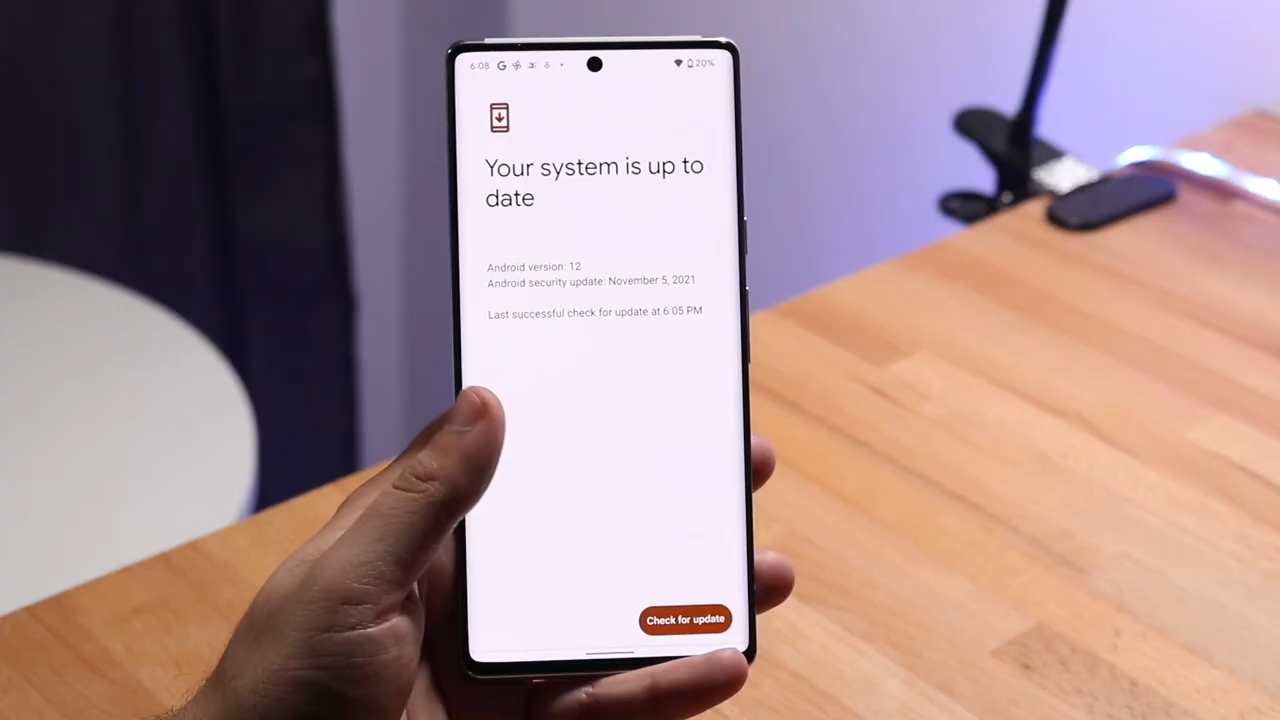 6:08 G 20%
Your system is up to
date
Android version: 12
Android security update: November 5, 2021
Last successful check for update at 6:05 PM
Check for update